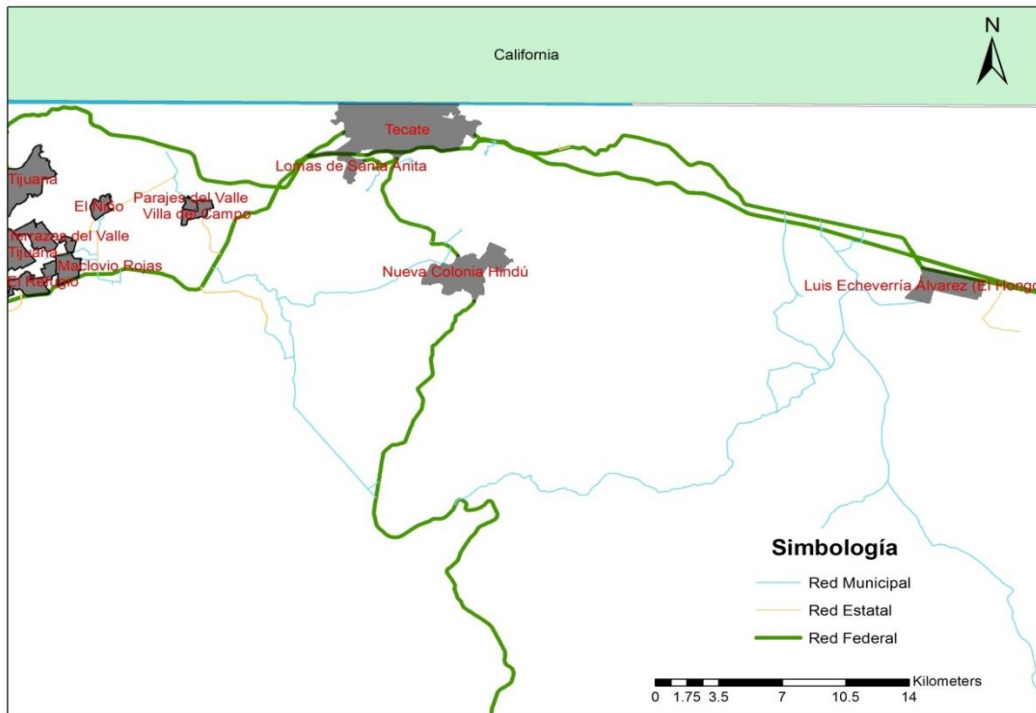 California
N
Tecate
Lomas de Santa Anita
Tijuana
Parajes del Valle
El Niño
Villa del Campo
Terrazas del Valle
Tijuana
Maclovio Rojas
El Refugio
Nueva Colonia Hindú
Luis Echeverría Álvarez (El Hongo
Simbología
Red Municipal
Red Estatal
Red Federal
Kilometers
0 1.75 3.5 7 10.5 14